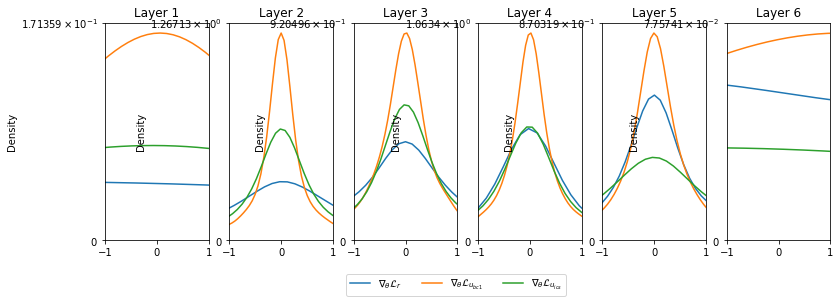 Layer 1 Layer 2 Layer 3 Layer 4 Layer 5 Layer 6
1.71359 × 10⁻¹ 1.26713 × 10⁰ 9.20496 × 10⁻¹ 1.0634 × 10⁰ 8.70319 × 10⁻¹ 7.75741 × 10⁻²
Density Density Density Density Density Density
0 0 0 0 0 0
−1 0 1 −1 0 1 −1 0 1 −1 0 1 −1 0 1 −1 0 1
∇θℒr ∇θℒu_bc1 ∇θℒu_ics